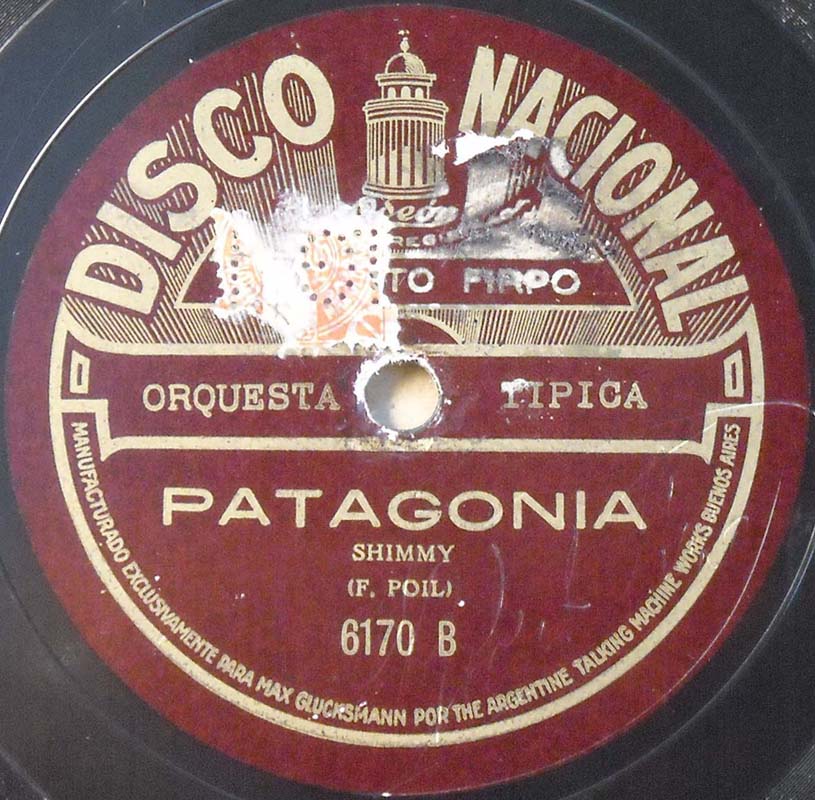 DISCO NACIONAL
TO FIRPO
ORQUESTA TIPICA
PATAGONIA
SHIMMY
(F. POIL)
6170 B
MANUFACTURADO EXCLUSIVAMENTE PARA MAX GLUCKSMANN POR THE ARGENTINE TALKING MACHINE WORKS BUENOS AIRES